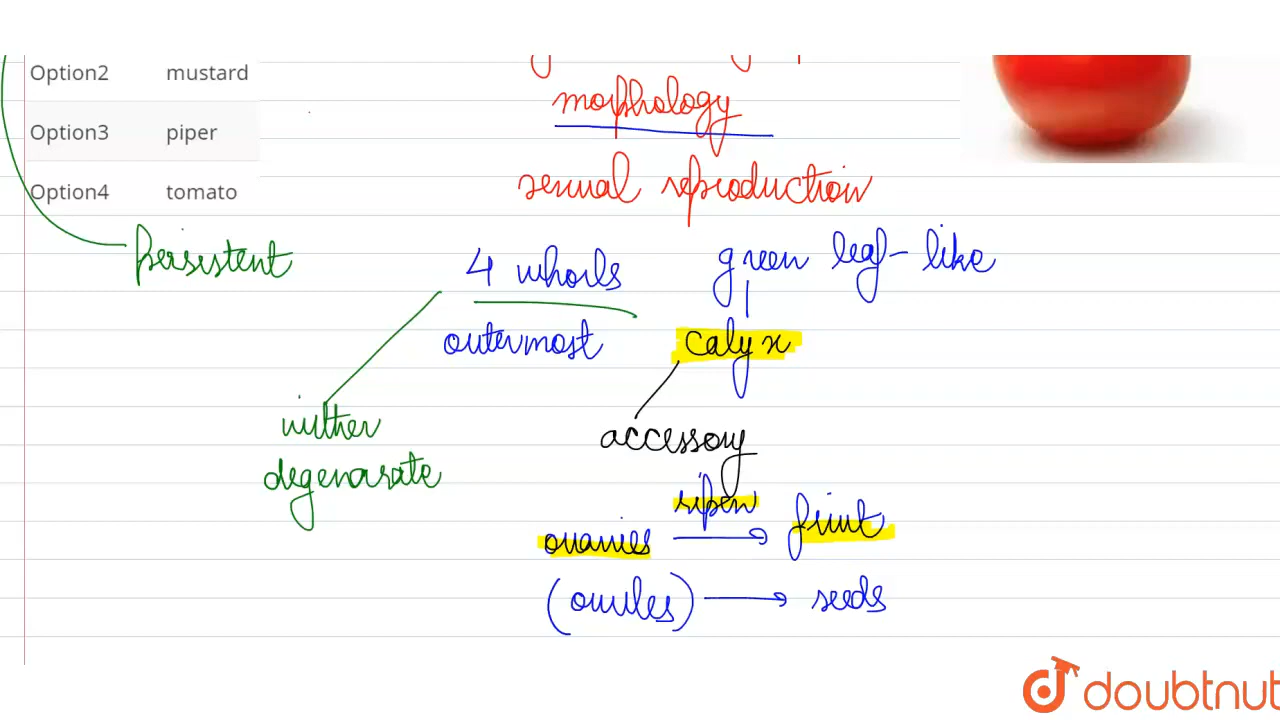 Option2 mustard
morphology
Option3 piper
sexual reproduction
Option4 tomato
Persistent
4 whorls
green leaf-like
outermost
calyx
wither
accessory
degenarate
ripen
ovaries
fruit
(ovules)
seeds
doubtnut